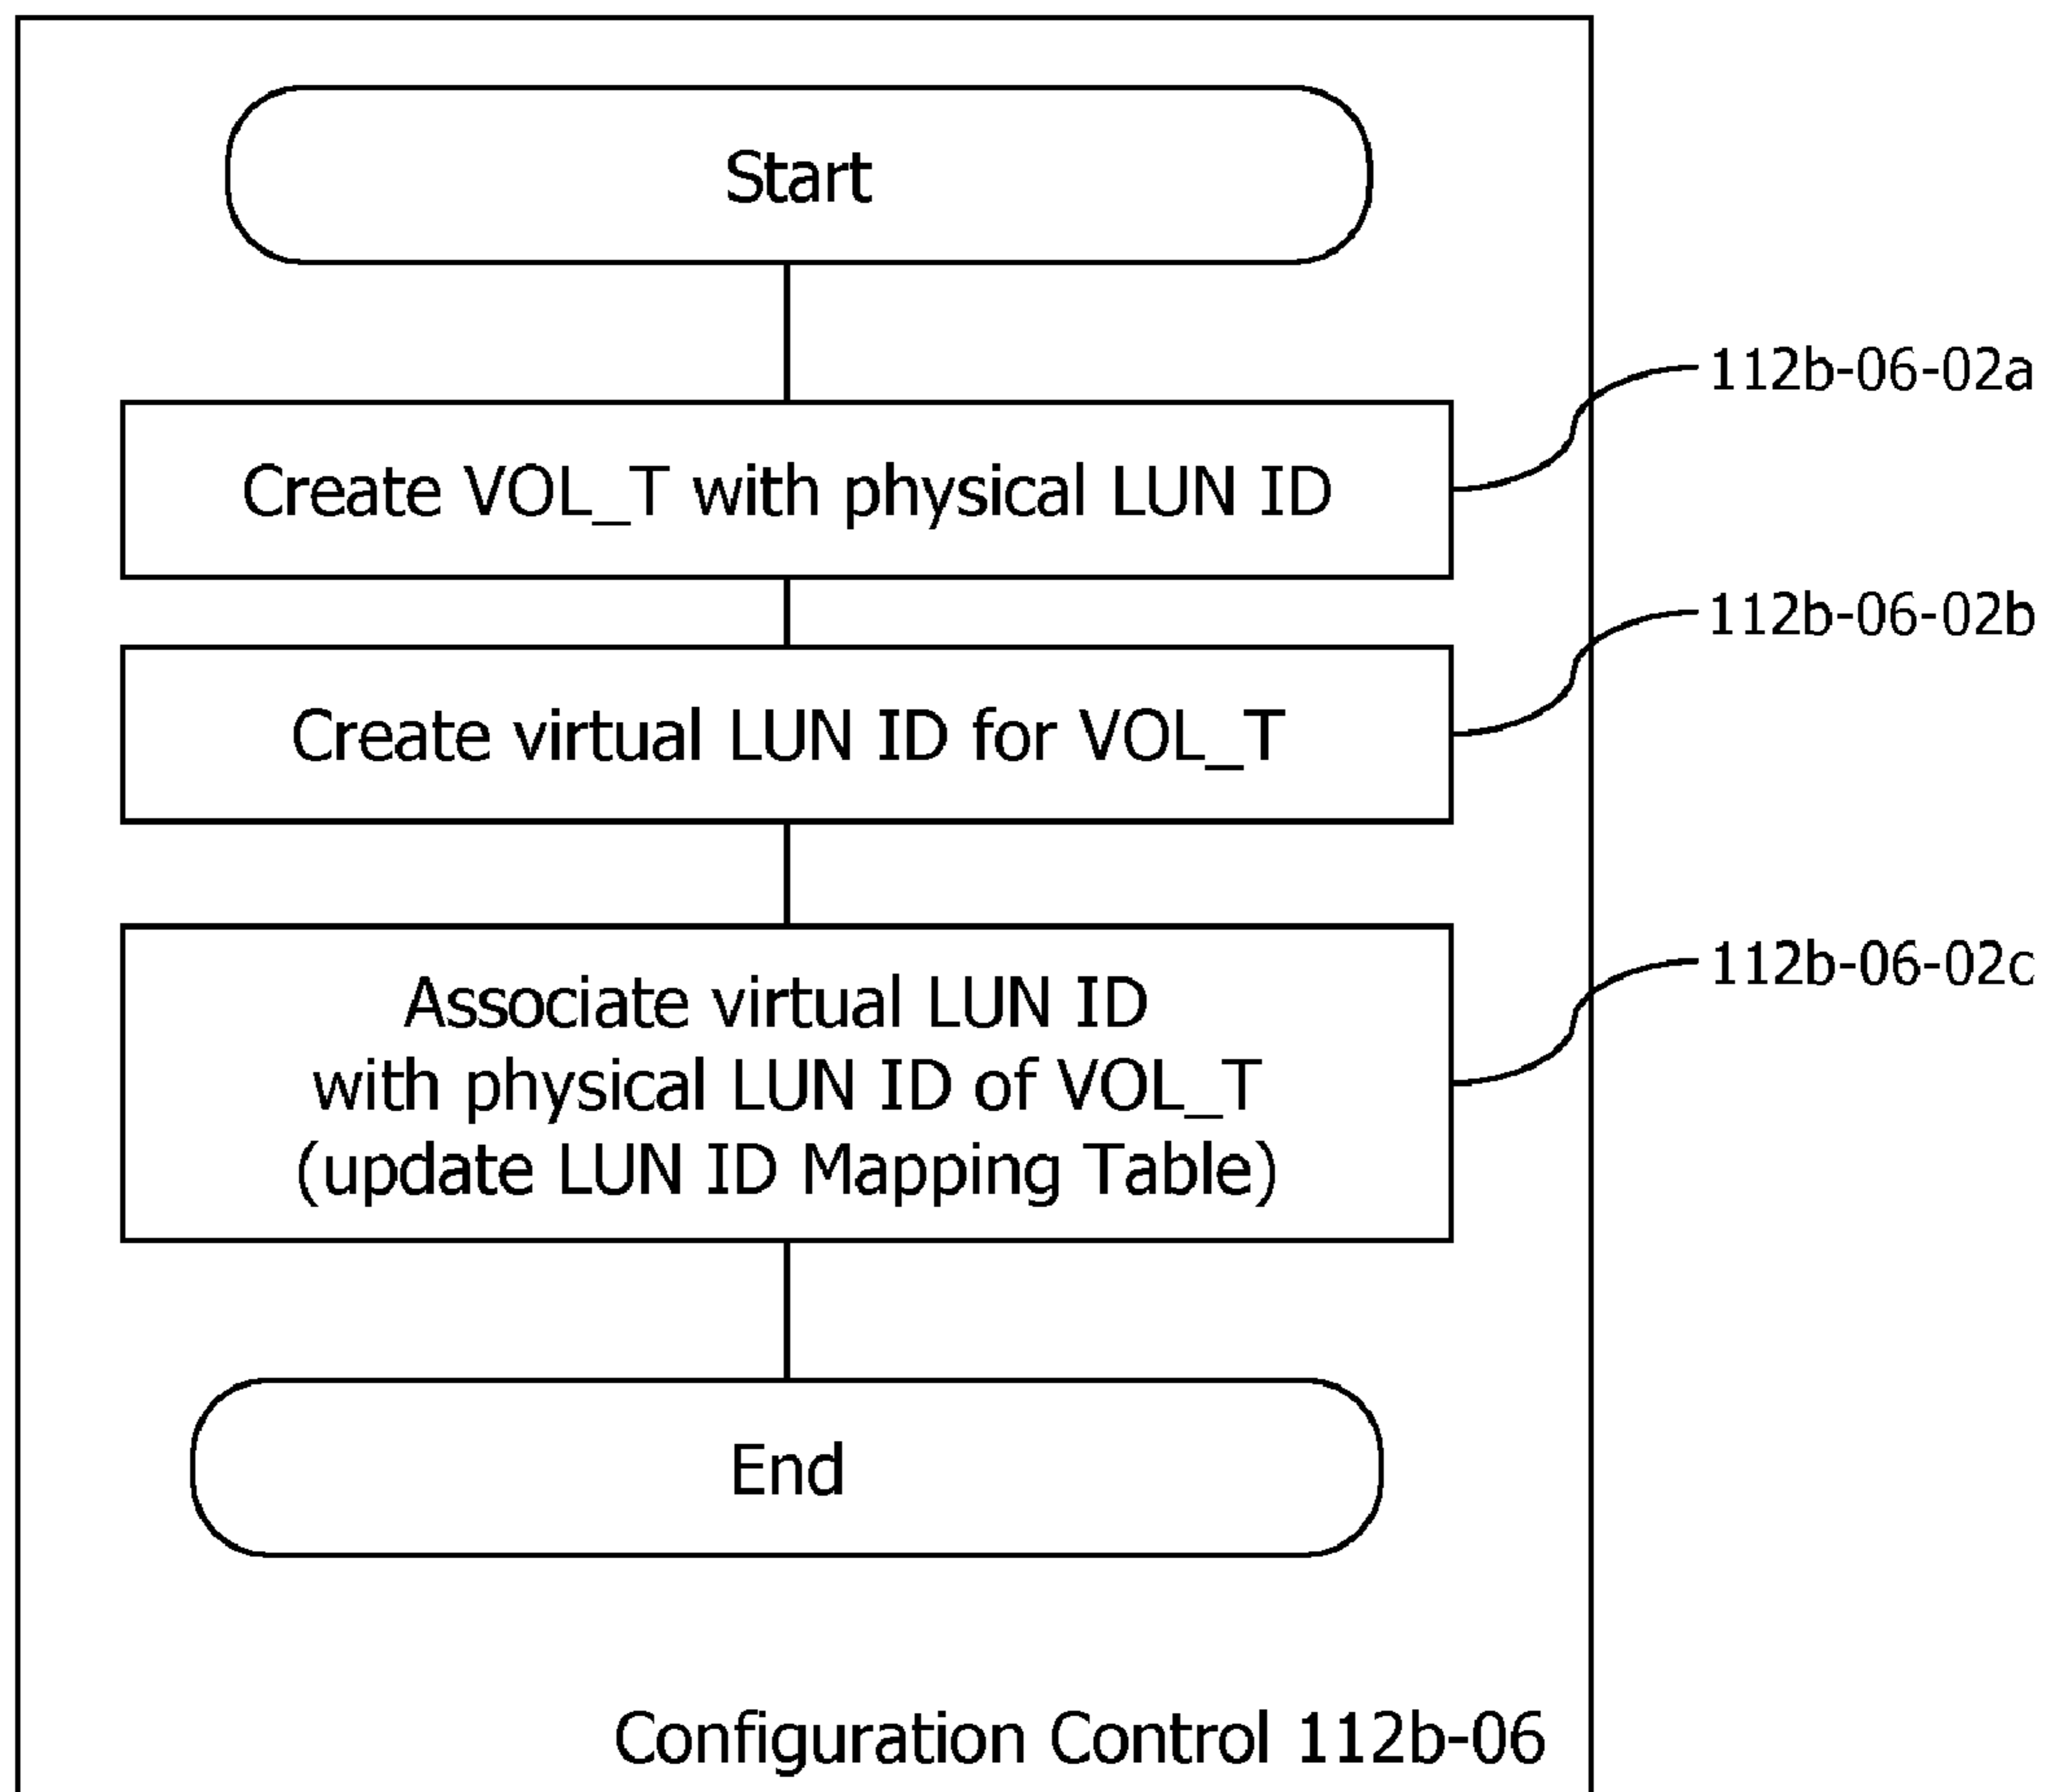 Start
112b-06-02a
Create VOL_T with physical LUN ID
112b-06-02b
Create virtual LUN ID for VOL_T
112b-06-02c
Associate virtual LUN ID
with physical LUN ID of VOL_T
(update LUN ID Mapping Table)
End
Configuration Control 112b-06